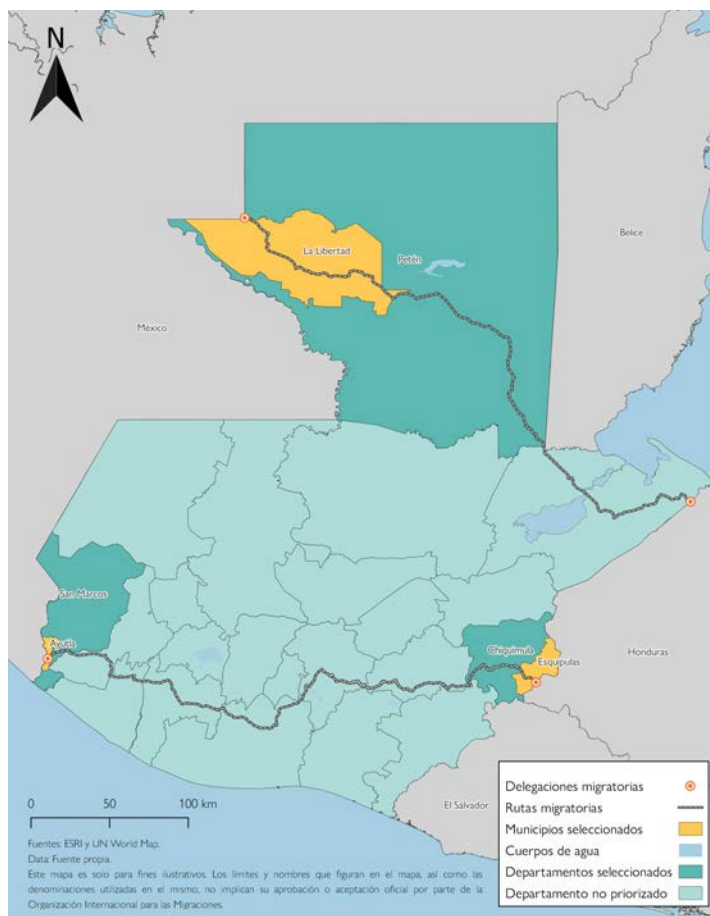 N
La Libertad
Petén
Belice
México
San Marcos
Ayutla
Chiquimula
Esquipulas
Honduras
El Salvador
Delegaciones migratorias
Rutas migratorias
Municipios seleccionados
Cuerpos de agua
Departamentos seleccionados
Departamento no priorizado
0 50 100 km
Fuentes: ESRI y UN World Map.
Data: Fuente propia.
Este mapa es solo para fines ilustrativos. Los límites y nombres que figuran en el mapa, así como las
denominaciones utilizadas en el mismo, no implican su aprobación o aceptación oficial por parte de la
Organización Internacional para las Migraciones.